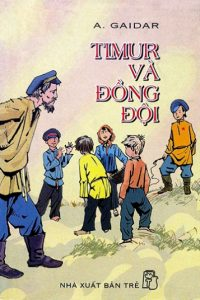 A. GAIDAR
TIMUR
VÀ
ĐỒNG
ĐỘI
NHÀ XUẤT BẢN TRẺ